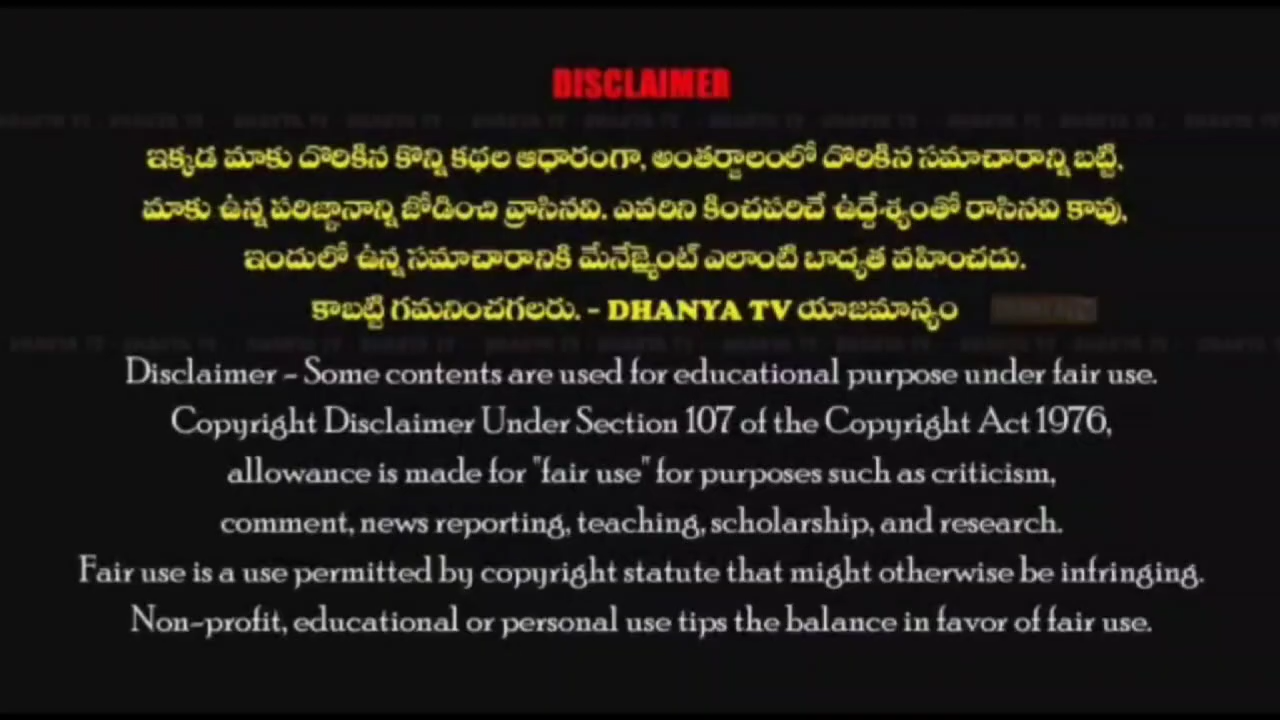 DISCLAIMER
ఇక్కడ మాకు దొరికిన కొన్ని కథల ఆధారంగా, అంతర్జాలంలో దొరికిన సమాచారాన్ని బట్టి,
మాకు ఉన్న పరిజ్ఞానాన్ని జోడించి వ్రాసినవి. ఎవరిని కించపరిచే ఉద్దేశ్యంతో రాసినవి కావు,
ఇందులో ఉన్న సమాచారానికి మేనేజ్మెంట్ ఎలాంటి బాద్యత వహించదు.
కాబట్టి గమనించగలరు. - DHANYA TV యాజమాన్యం
Disclaimer - Some contents are used for educational purpose under fair use.
Copyright Disclaimer Under Section 107 of the Copyright Act 1976,
allowance is made for "fair use" for purposes such as criticism,
comment, news reporting, teaching, scholarship, and research.
Fair use is a use permitted by copyright statute that might otherwise be infringing.
Non-profit, educational or personal use tips the balance in favor of fair use.